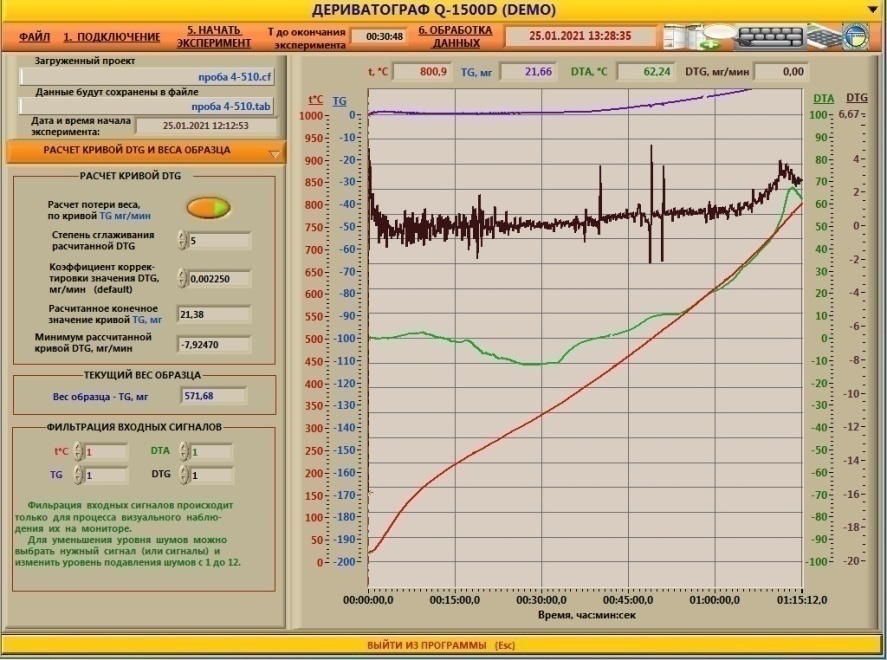 ДЕРИВАТОГРАФ Q-1500D (DEMO)
ФАЙЛ 1. ПОДКЛЮЧЕНИЕ 5. НАЧАТЬ ЭКСПЕРИМЕНТ Т до окончания эксперимента 00:30:48 6. ОБРАБОТКА ДАННЫХ 25.01.2021 13:28:35
Загруженный проект
проба 4-510.cf
Данные будут сохранены в файле
проба 4-510.tab
Дата и время начала
эксперимента: 25.01.2021 12:12:53
РАСЧЕТ КРИВОЙ DTG И ВЕСА ОБРАЗЦА
РАСЧЕТ КРИВОЙ DTG
Расчет потери веса,
по кривой TG мг/мин
Степень сглаживания
расчитанной DTG 5
Коэффициент коррек-
тировки значения DTG,
мг/мин (default) 0,002250
Расчитанное конечное
значение кривой TG, мг 21,38
Минимум рассчитанной
кривой DTG, мг/мин -7,92470
ТЕКУЩИЙ ВЕС ОБРАЗЦА
Вес образца - TG, мг 571,68
ФИЛЬТРАЦИЯ ВХОДНЫХ СИГНАЛОВ
t°C 1 DTA 1
TG 1 DTG 1
Фильрация входных сигналов происходит
только для процесса визуального наблю-
дения их на мониторе.
Для уменьшения уровня шумов можно
выбрать нужный сигнал (или сигналы) и
изменить уровень подавления шумов с 1 до 12.
t, °C 800,9 TG, мг 21,66 DTA, °C 62,24 DTG, мг/мин 0,00
t°C TG DTA DTG
1000 0 100 6,67
950 -10 90
900 -20 80 4
850 -30 70 2
800 -40 60
750 -50 50 0
700 -60 40
650 -70 30 -2
600 -80 20 -4
550 -90 10
500 -100 0 -6
450 -110 -10 -8
400 -120 -20
350 -130 -30 -10
300 -140 -40 -12
250 -150 -50
200 -160 -60 -14
150 -170 -70 -16
100 -180 -80 -18
50 -190 -90
0 -200 -100 -20
00:00:00,0 00:15:00,0 00:30:00,0 00:45:00,0 01:00:00,0 01:15:12,0
Время, час:мин:сек
ВЫЙТИ ИЗ ПРОГРАММЫ (Esc)